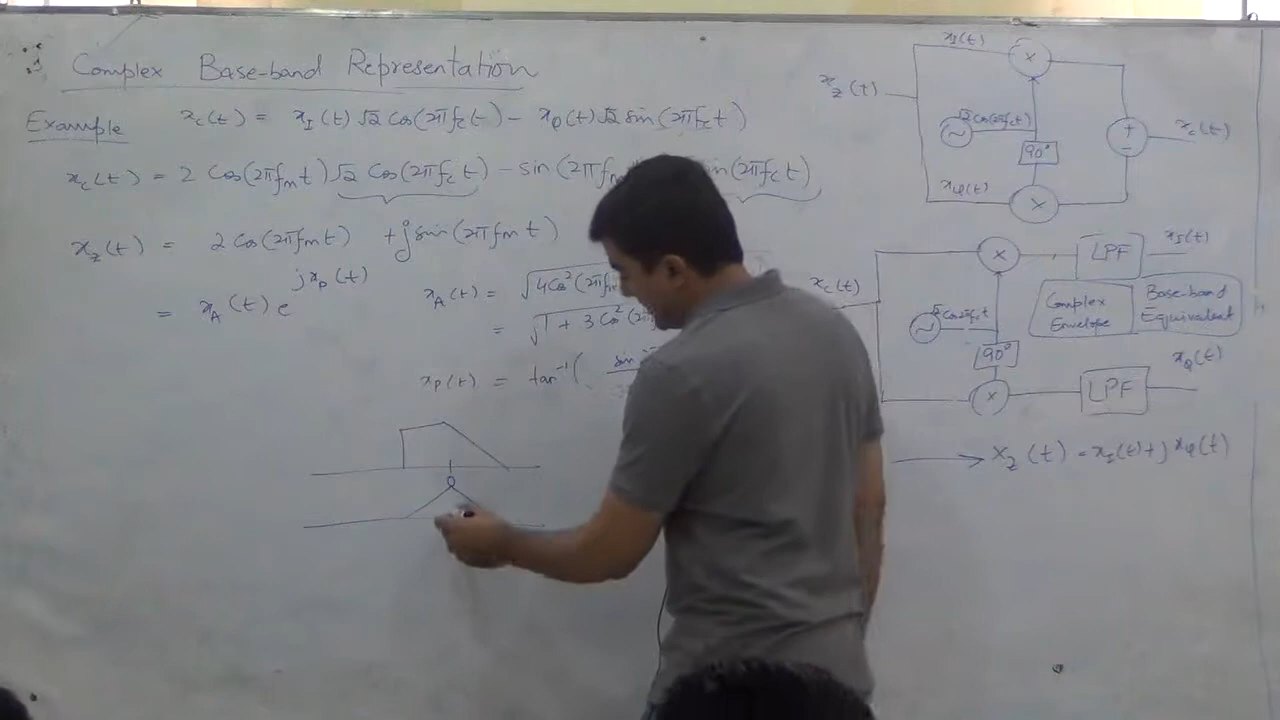 Complex Base-band Representation
Example x_c(t) = x_I(t) √2 Cos(2πf_c(t) - x_Q(t) √2 sin(2πf_c t)
x_c(t) = 2 Cos(2πf_m t) √2 Cos(2πf_c t) - sin(2πf_m sin(2πf_c t)
x_z(t) = 2 Cos(2πf_m t) + j sin(2πf_m t)
= x_A(t) e^{j x_P(t)}
x_A(t) = √4Cos²(2πf_m
= √1 + 3 Cos²(2π
x_P(t) = tan⁻¹( sin
0
x_z(t)
x_I(t)
×
√2 Cos(2πf_c t)
~
90°
x_Q(t)
×
+
-
x_c(t)
x_c(t)
×
LPF
x_I(t)
√2 Cos 2πf_c t
~
90°
×
LPF
x_Q(t)
Complex Envelope
Base-band Equivalent
x_z(t) = x_I(t) + j x_Q(t)